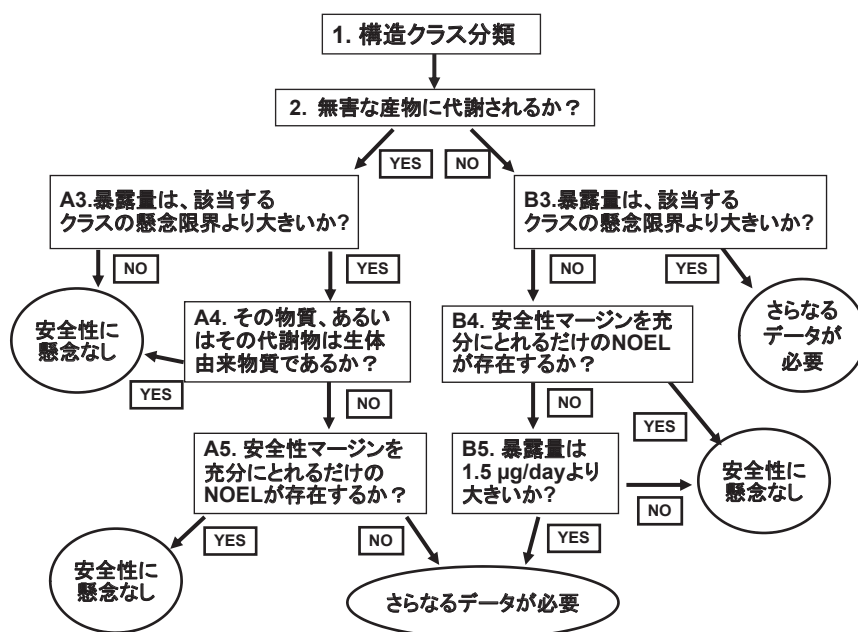 1. 構造クラス分類
2. 無害な産物に代謝されるか？
YES
NO
A3.暴露量は、該当する
クラスの懸念限界より大きいか?
B3.暴露量は、該当する
クラスの懸念限界より大きいか?
NO
YES
NO
YES
安全性に
懸念なし
A4. その物質、あるい
はその代謝物は生体
由来物質であるか？
B4. 安全性マージンを充
分にとれるだけのNOEL
が存在するか？
さらなる
データが
必要
YES
NO
NO
YES
A5. 安全性マージンを
充分にとれるだけの
NOELが存在するか？
B5. 暴露量は
1.5 μg/dayより
大きいか？
安全性に
懸念なし
YES
NO
YES
NO
安全性に
懸念なし
さらなるデータが必要